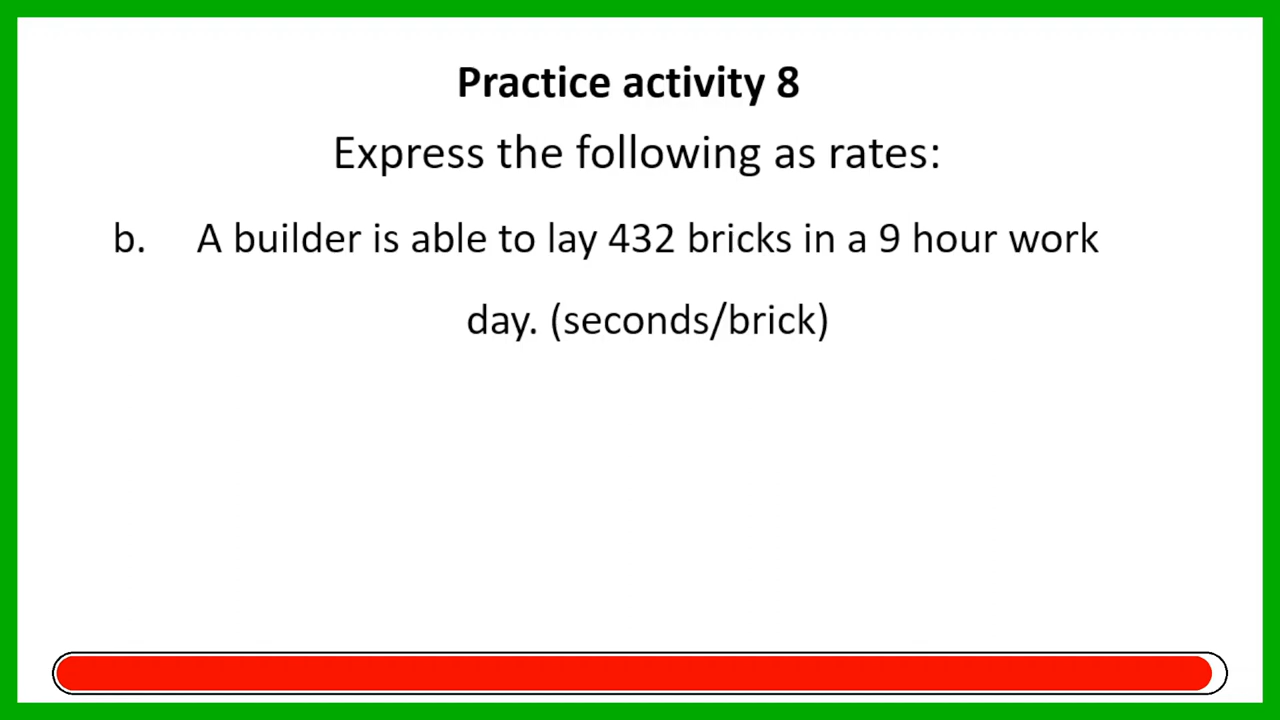 Practice activity 8
Express the following as rates:
b. A builder is able to lay 432 bricks in a 9 hour work
day. (seconds/brick)